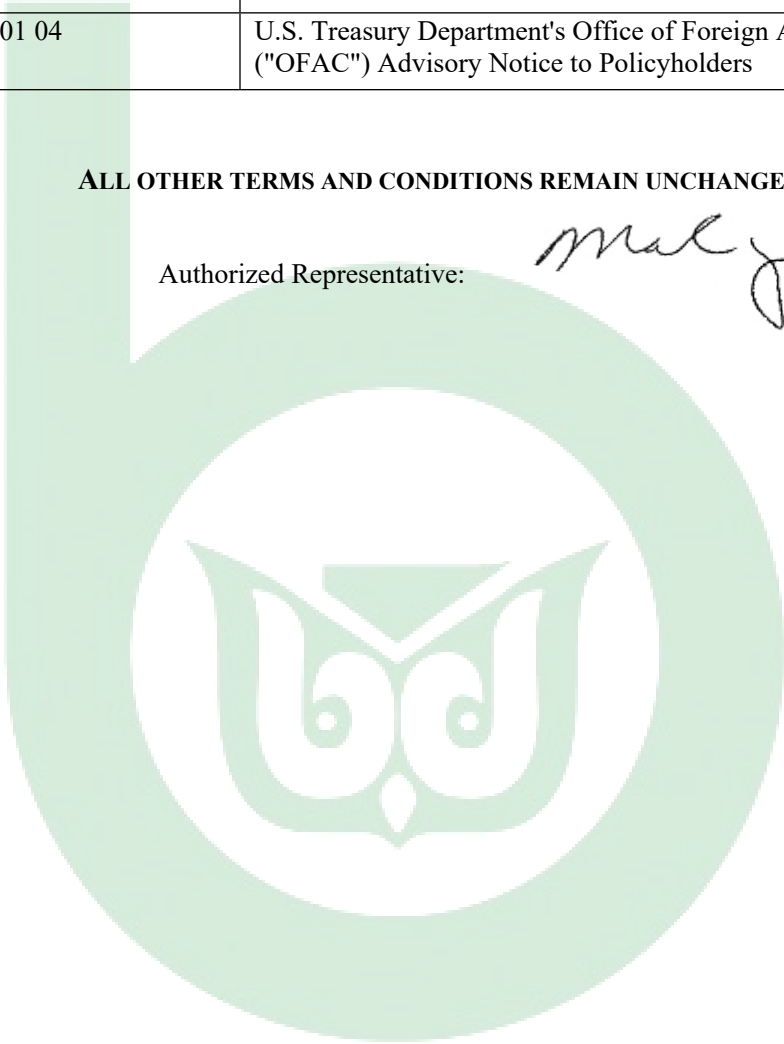 01 04
U.S. Treasury Department's Office of Foreign A
("OFAC") Advisory Notice to Policyholders
ALL OTHER TERMS AND CONDITIONS REMAIN UNCHANGE
Authorized Representative: